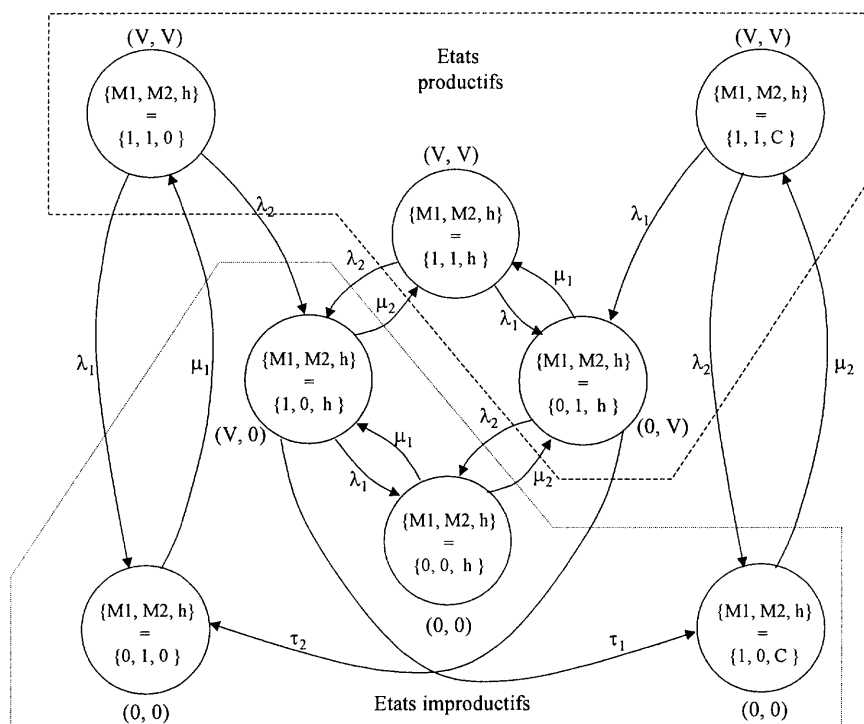 (V, V)
Etats
productifs
(V, V)
{M1, M2, h}
=
{1, 1, 0 }
{M1, M2, h}
=
{1, 1, C }
(V, V)
λ2
λ1
{M1, M2, h}
=
{1, 1, h }
λ2
μ1
μ2
λ1
{M1, M2, h}
=
{1, 0, h }
{M1, M2, h}
=
{0, 1, h }
λ1
μ1
λ2
μ2
(V, 0)
(0, V)
μ1
λ2
λ1
μ2
{M1, M2, h}
=
{0, 0, h }
(0, 0)
{M1, M2, h}
=
{0, 1, 0 }
{M1, M2, h}
=
{1, 0, C }
τ2
τ1
(0, 0)
Etats improductifs
(0, 0)